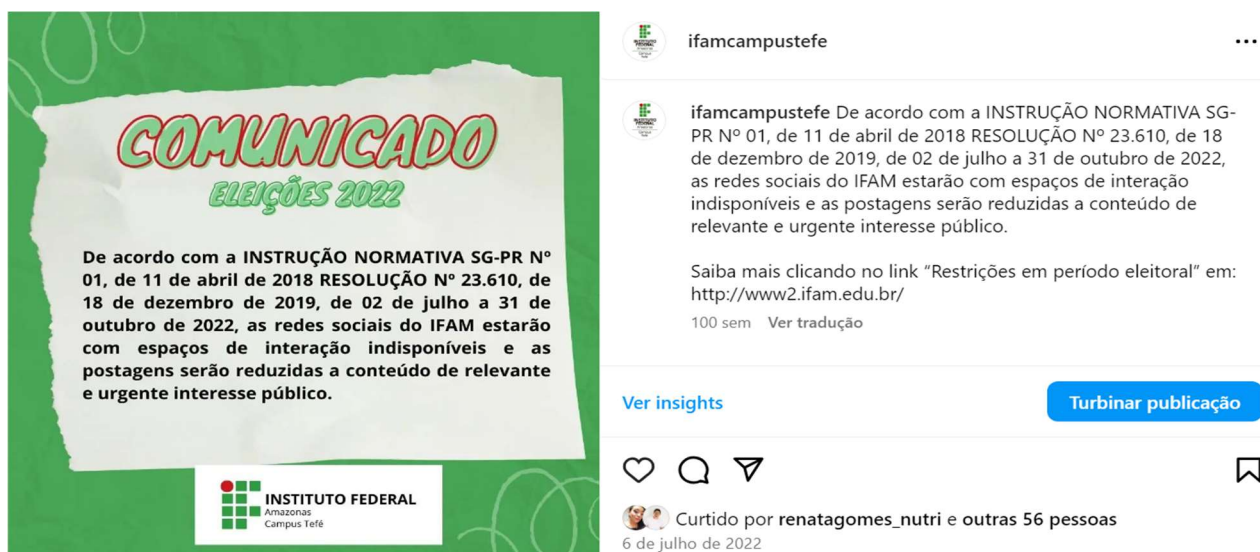 COMUNICADO
ELEIÇÕES 2022
De acordo com a INSTRUÇÃO NORMATIVA SG-PR Nº
01, de 11 de abril de 2018 RESOLUÇÃO Nº 23.610, de
18 de dezembro de 2019, de 02 de julho a 31 de
outubro de 2022, as redes sociais do IFAM estarão
com espaços de interação indisponíveis e as
postagens serão reduzidas a conteúdo de relevante
e urgente interesse público.
INSTITUTO FEDERAL
Amazonas
Campus Tefé
ifamcampustefe
ifamcampustefe De acordo com a INSTRUÇÃO NORMATIVA SG-
PR Nº 01, de 11 de abril de 2018 RESOLUÇÃO Nº 23.610, de 18
de dezembro de 2019, de 02 de julho a 31 de outubro de 2022,
as redes sociais do IFAM estarão com espaços de interação
indisponíveis e as postagens serão reduzidas a conteúdo de
relevante e urgente interesse público.
Saiba mais clicando no link “Restrições em período eleitoral” em:
http://www2.ifam.edu.br/
100 sem Ver tradução
Ver insights
Turbinar publicação
Curtido por renatagomes_nutri e outras 56 pessoas
6 de julho de 2022